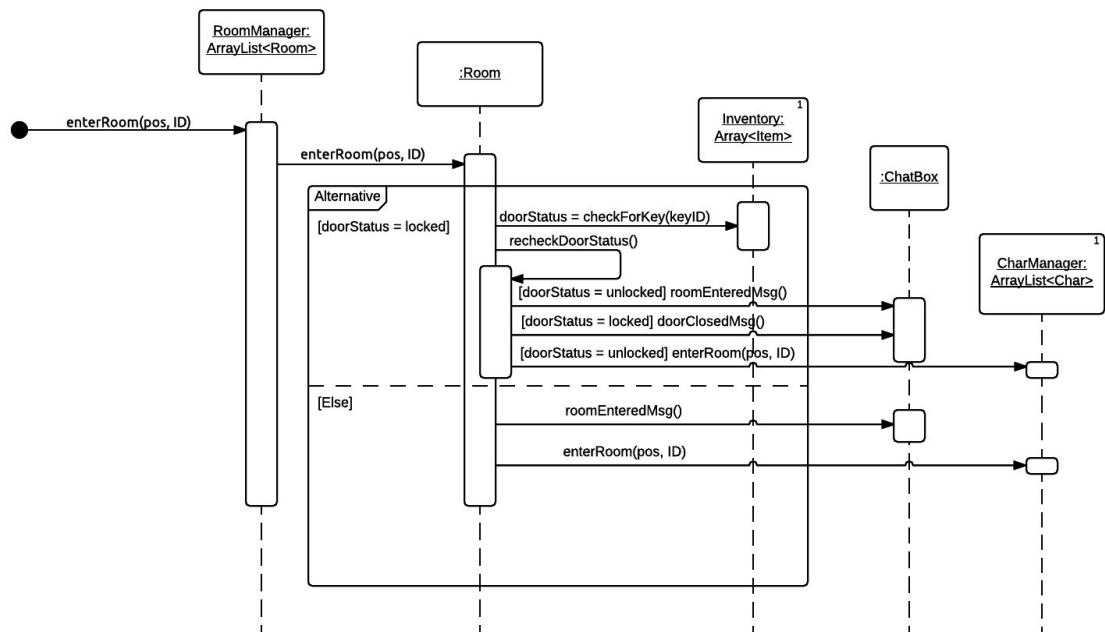 RoomManager:
ArrayList<Room>
:Room
enterRoom(pos, ID)
1
Inventory:
Array<Item>
enterRoom(pos, ID)
:ChatBox
Alternative
[doorStatus = locked]
doorStatus = checkForKey(keyID)
recheckDoorStatus()
1
CharManager:
ArrayList<Char>
[doorStatus = unlocked] roomEnteredMsg()
[doorStatus = locked] doorClosedMsg()
[doorStatus = unlocked] enterRoom(pos, ID)
[Else]
roomEnteredMsg()
enterRoom(pos, ID)